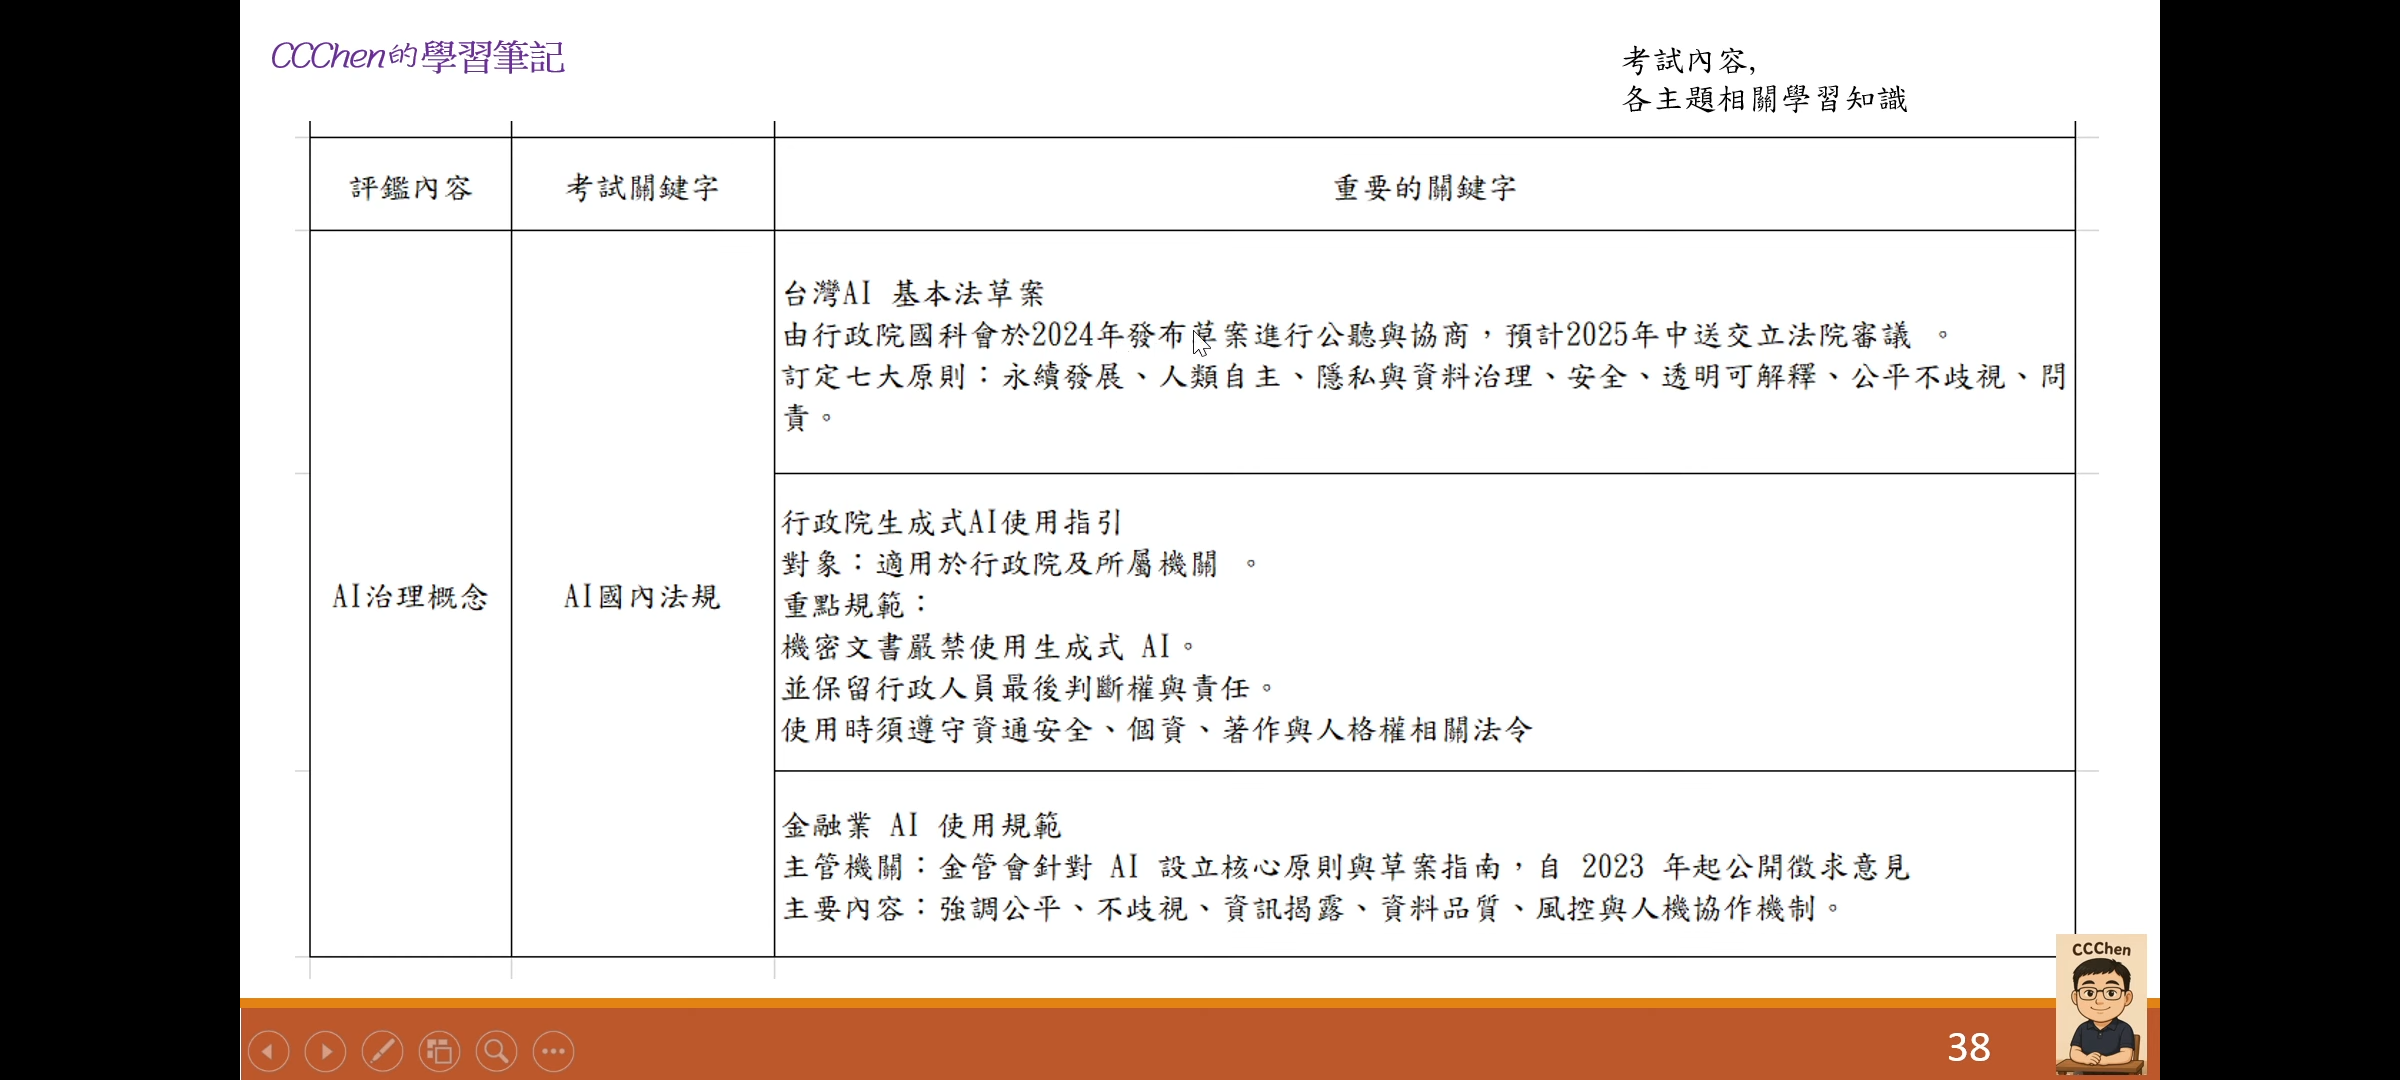 CCChen的學習筆記
考試內容,
各主題相關學習知識
評鑑內容
考試關鍵字
重要的關鍵字
AI治理概念
AI國內法規
台灣AI 基本法草案
由行政院國科會於2024年發布草案進行公聽與協商，預計2025年中送交立法院審議 。
訂定七大原則：永續發展、人類自主、隱私與資料治理、安全、透明可解釋、公平不歧視、問
責。
行政院生成式AI使用指引
對象：適用於行政院及所屬機關 。
重點規範：
機密文書嚴禁使用生成式 AI。
並保留行政人員最後判斷權與責任。
使用時須遵守資通安全、個資、著作與人格權相關法令
金融業 AI 使用規範
主管機關：金管會針對 AI 設立核心原則與草案指南，自 2023 年起公開徵求意見
主要內容：強調公平、不歧視、資訊揭露、資料品質、風控與人機協作機制。
CCChen
38